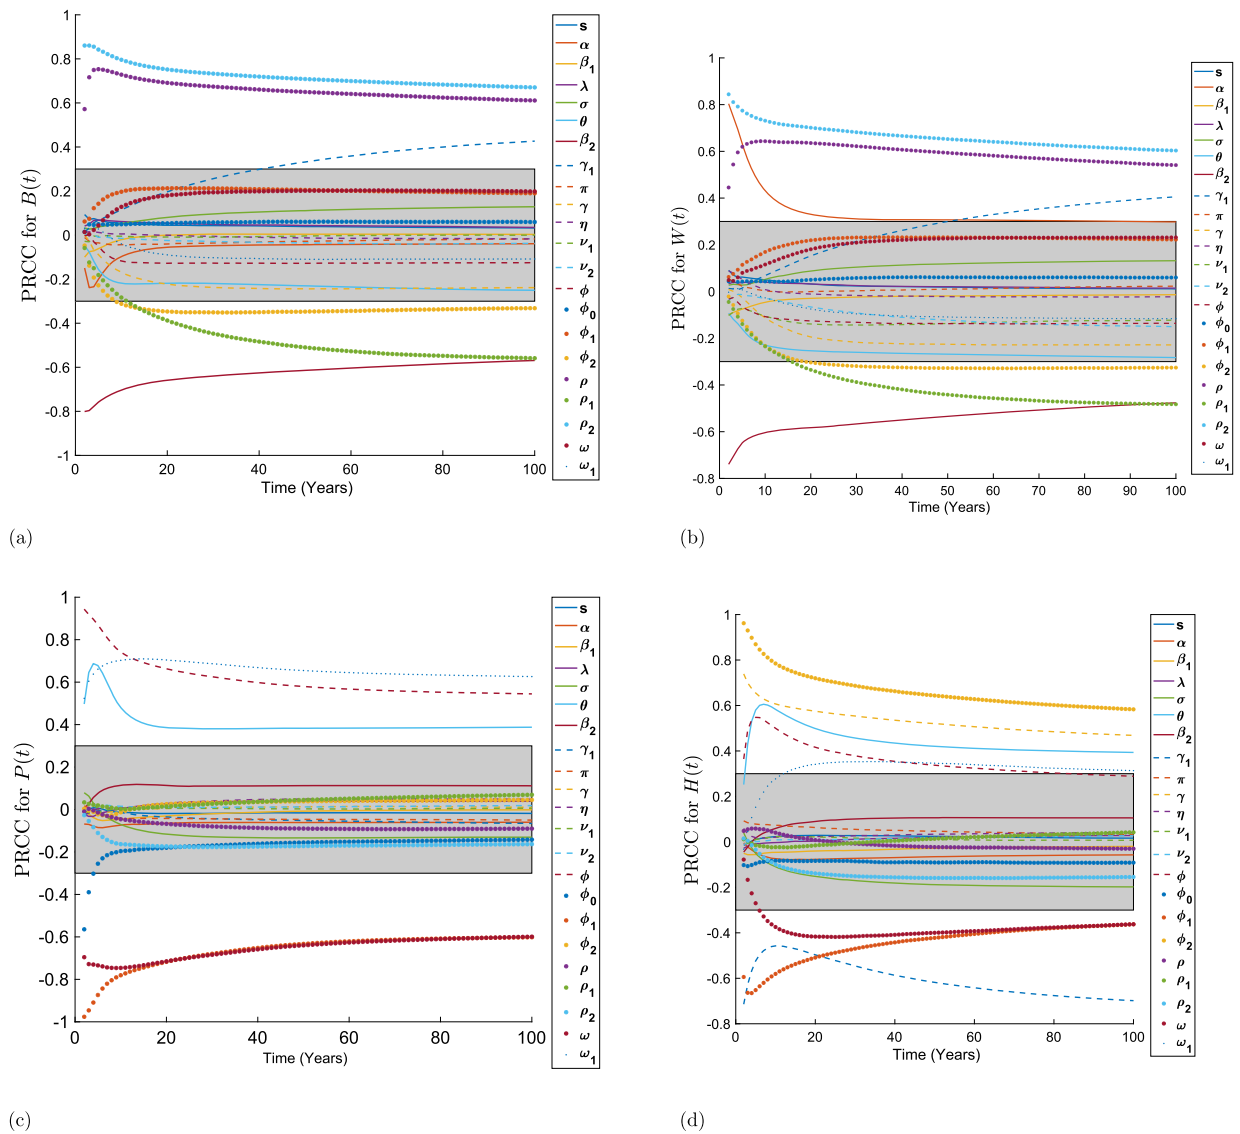 PRCC for B(t)
1
0.8
0.6
0.4
0.2
0
-0.2
-0.4
-0.6
-0.8
-1
0 20 40 60 80 100
Time (Years)
s
α
β1
λ
σ
θ
β2
γ1
π
γ
η
ν1
ν2
ϕ
ϕ0
ϕ1
ϕ2
ρ
ρ1
ρ2
ω
ω1
(a)
PRCC for W(t)
1
0.8
0.6
0.4
0.2
0
-0.2
-0.4
-0.6
-0.8
0 10 20 30 40 50 60 70 80 90 100
Time (Years)
s
α
β1
λ
σ
θ
β2
γ1
π
γ
η
ν1
ν2
ϕ
ϕ0
ϕ1
ϕ2
ρ
ρ1
ρ2
ω
ω1
(b)
PRCC for P(t)
1
0.8
0.6
0.4
0.2
0
-0.2
-0.4
-0.6
-0.8
-1
0 20 40 60 80 100
Time (Years)
s
α
β1
λ
σ
θ
β2
γ1
π
γ
η
ν1
ν2
ϕ
ϕ0
ϕ1
ϕ2
ρ
ρ1
ρ2
ω
ω1
(c)
PRCC for H(t)
1
0.8
0.6
0.4
0.2
0
-0.2
-0.4
-0.6
-0.8
0 20 40 60 80 100
Time (Years)
s
α
β1
λ
σ
θ
β2
γ1
π
γ
η
ν1
ν2
ϕ
ϕ0
ϕ1
ϕ2
ρ
ρ1
ρ2
ω
ω1
(d)